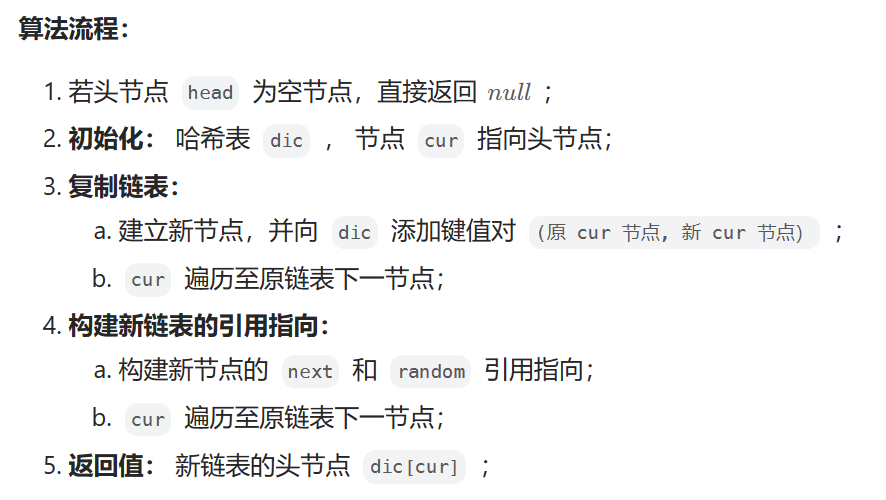 算法流程：
1. 若头节点 head 为空节点，直接返回 null ；
2. 初始化： 哈希表 dic ， 节点 cur 指向头节点；
3. 复制链表：
a. 建立新节点，并向 dic 添加键值对 (原 cur 节点, 新 cur 节点) ；
b. cur 遍历至原链表下一节点；
4. 构建新链表的引用指向：
a. 构建新节点的 next 和 random 引用指向；
b. cur 遍历至原链表下一节点；
5. 返回值： 新链表的头节点 dic[cur] ；